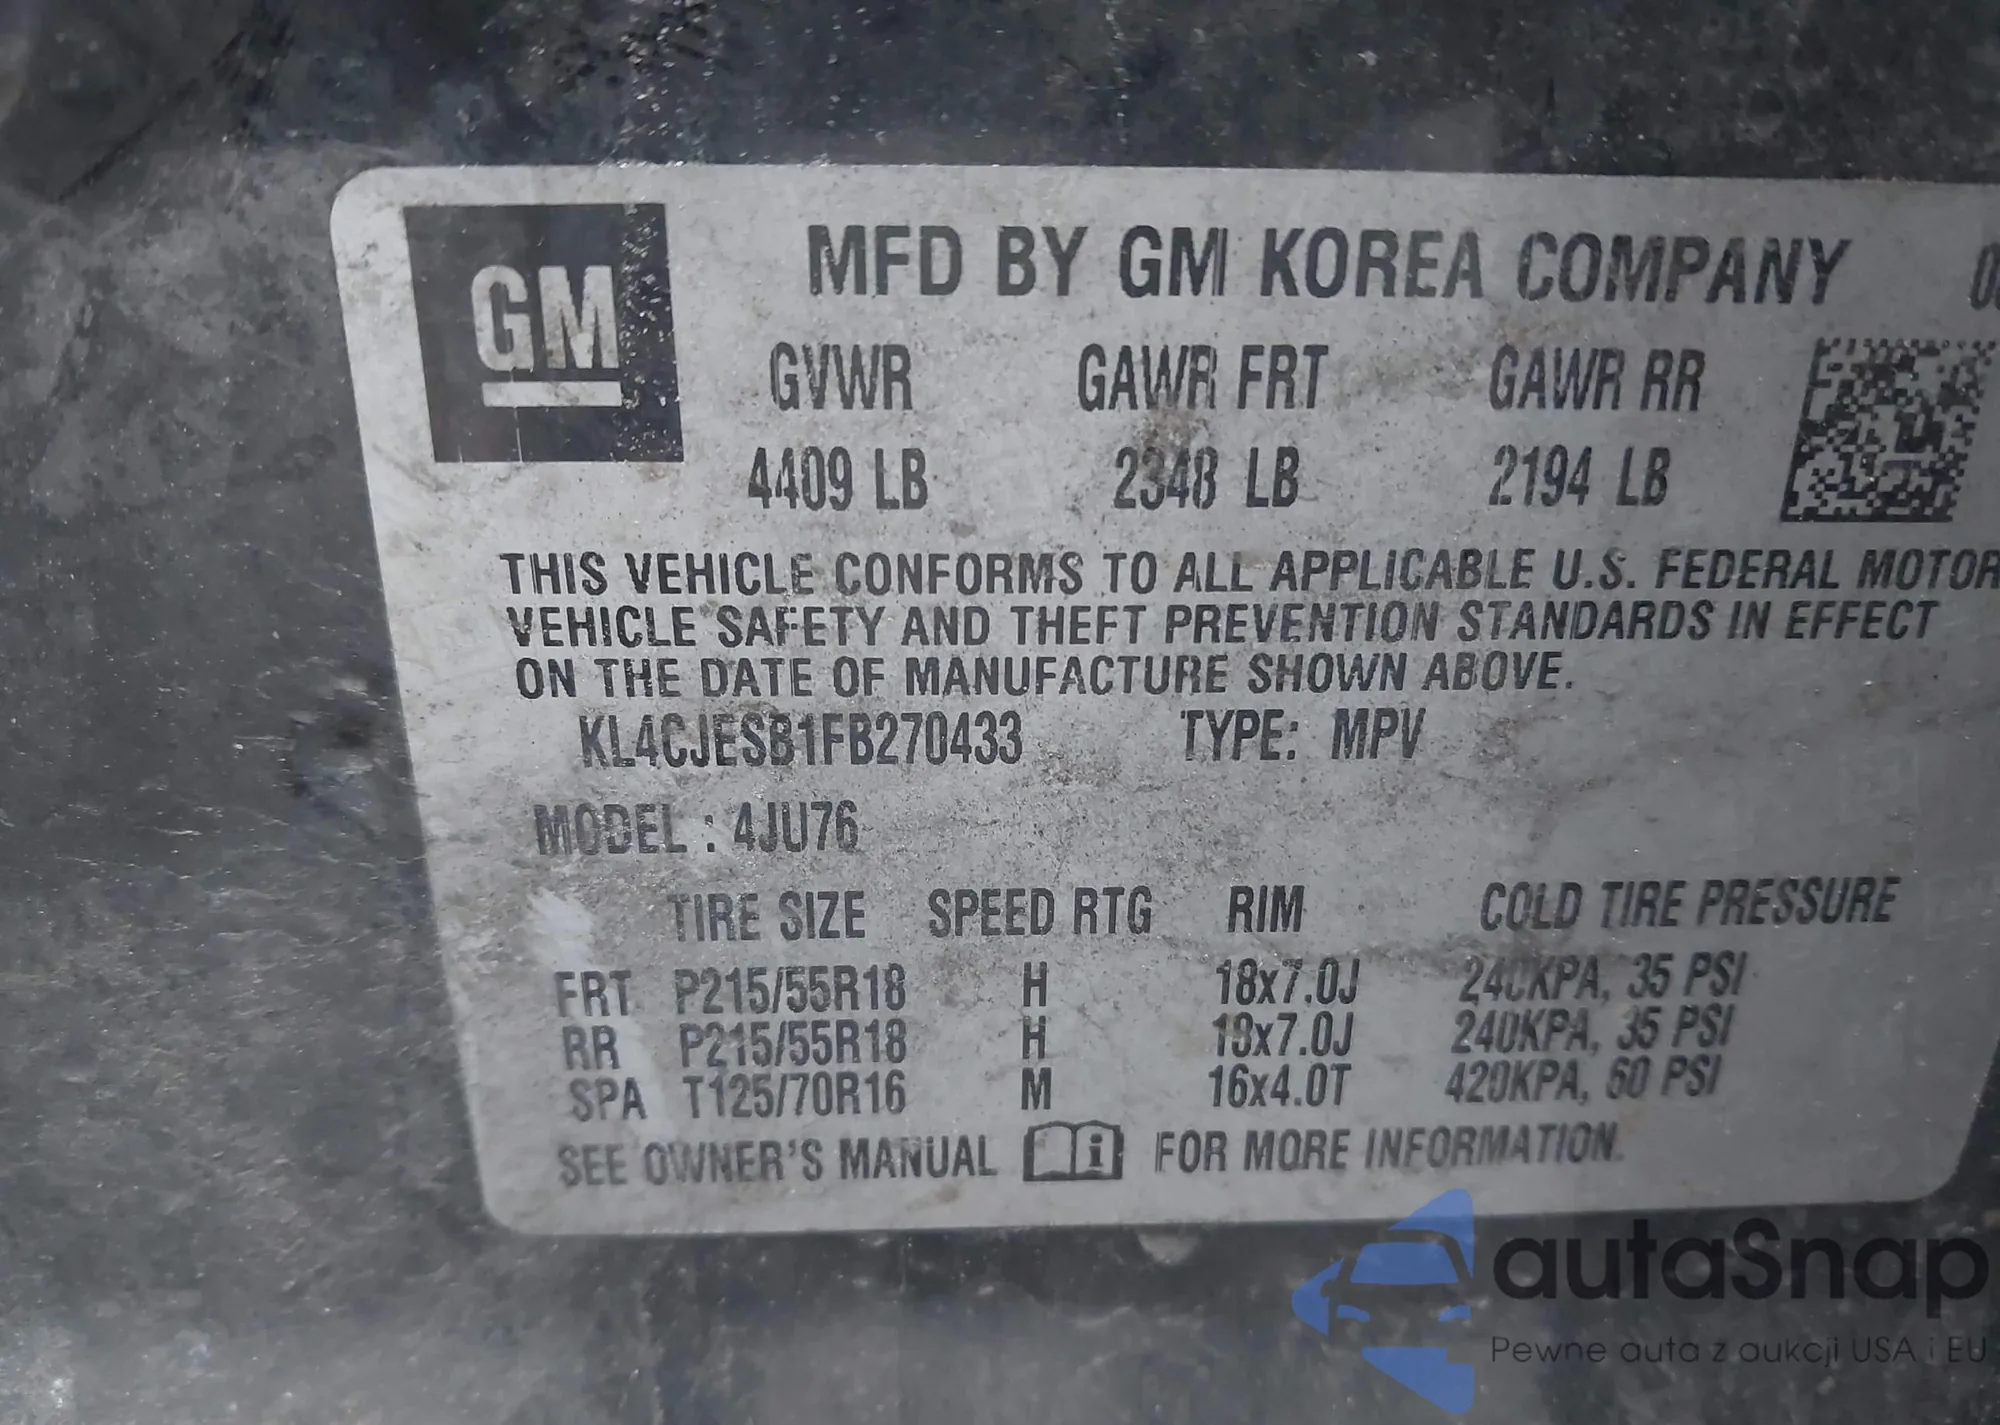 GM
MFD BY GM KOREA COMPANY
GVWR GAWR FRT GAWR RR
4409 LB 2348 LB 2194 LB
THIS VEHICLE CONFORMS TO ALL APPLICABLE U.S. FEDERAL MOTOR
VEHICLE SAFETY AND THEFT PREVENTION STANDARDS IN EFFECT
ON THE DATE OF MANUFACTURE SHOWN ABOVE.
KL4CJESB1FB270433 TYPE: MPV
MODEL : 4JU76
TIRE SIZE SPEED RTG RIM COLD TIRE PRESSURE
FRT P215/55R18 H 18x7.0J 240KPA, 35 PSI
RR P215/55R18 H 18x7.0J 240KPA, 35 PSI
SPA T125/70R16 M 16x4.0T 420KPA, 60 PSI
SEE OWNER'S MANUAL i FOR MORE INFORMATION.
autaSnap
Pewne auta z aukcji USA i EU